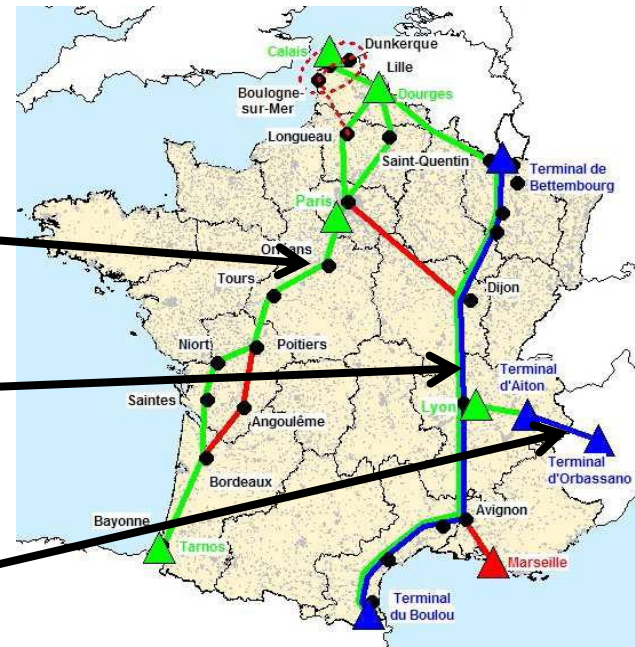 Calais
Dunkerque
Lille
Boulogne-
sur-Mer
Dourges
Longueau
Saint-Quentin
Terminal de
Bettembourg
Paris
Orléans
Tours
Dijon
Niort
Poitiers
Terminal
d'Aiton
Saintes
Lyon
Angoulême
Terminal
d'Orbassano
Bordeaux
Avignon
Bayonne
Tarnos
Marseille
Terminal
du Boulou